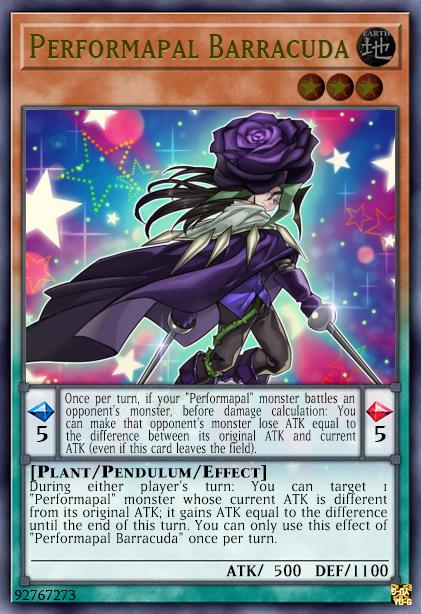 PERFORMAPAL BARRACUDA
EARTH
地
Once per turn, if your "Performapal" monster battles an
opponent's monster, before damage calculation: You
can make that opponent's monster lose ATK equal to
the difference between its original ATK and current
ATK (even if this card leaves the field).
5
5
[PLANT/PENDULUM/EFFECT]
During either player's turn: You can target 1
"Performapal" monster whose current ATK is different
from its original ATK; it gains ATK equal to the difference
until the end of this turn. You can only use this effect of
"Performapal Barracuda" once per turn.
ATK/ 500 DEF/1100
92767273